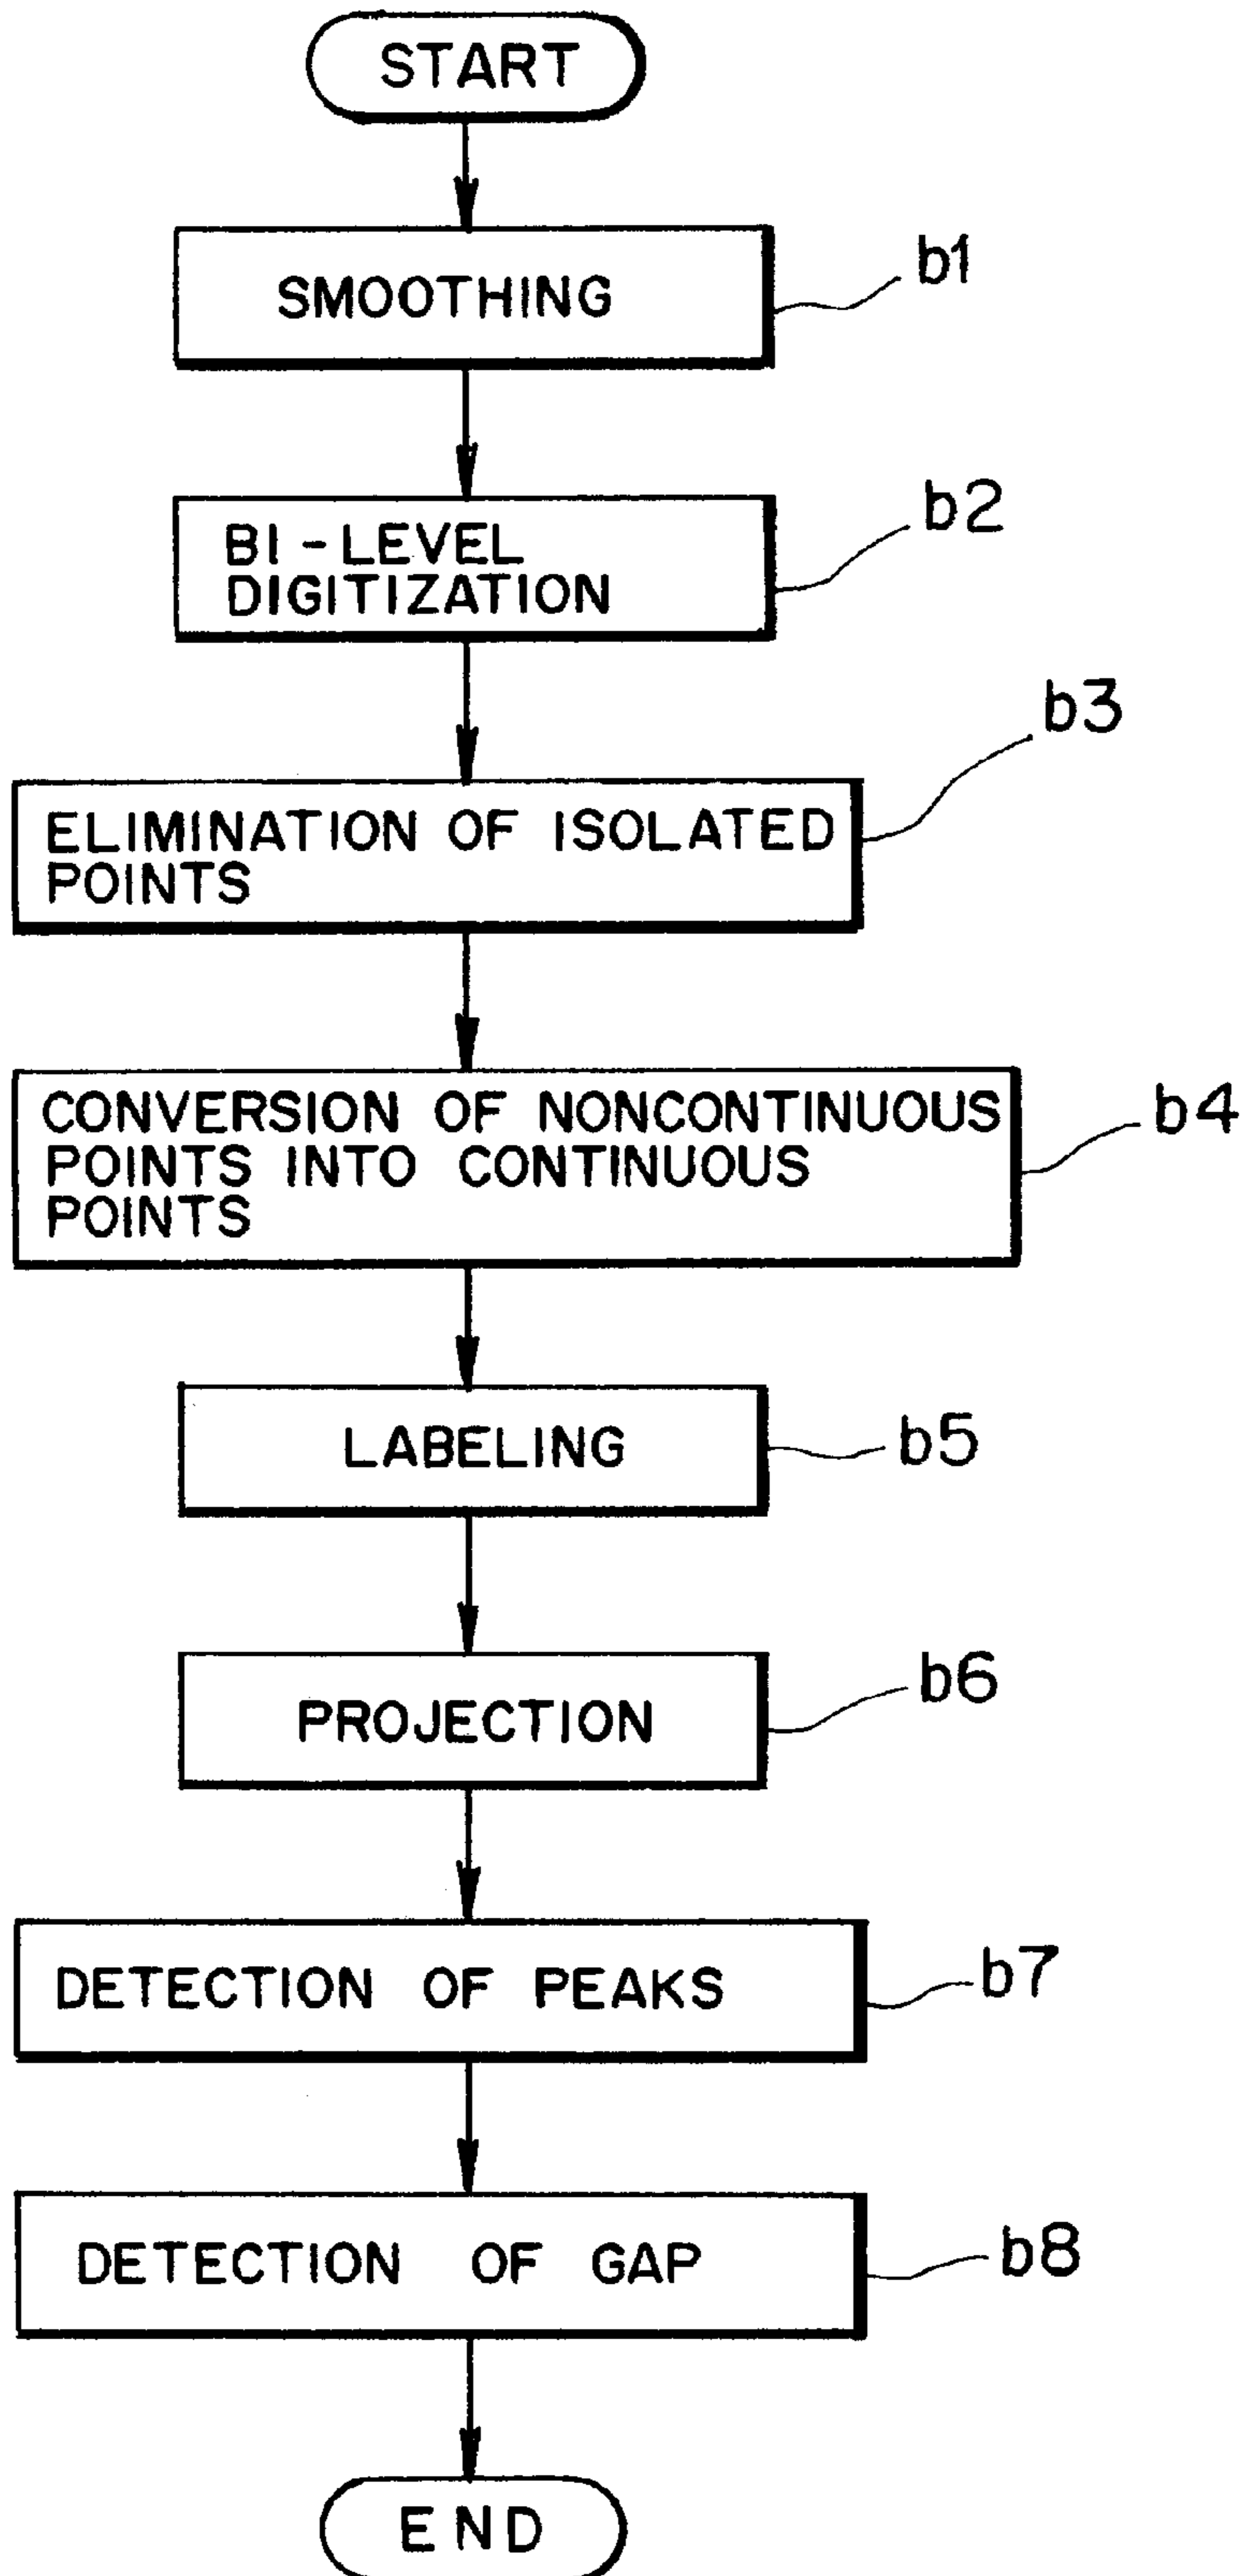 START
SMOOTHING
b1
BI-LEVEL
DIGITIZATION
b2
ELIMINATION OF ISOLATED
POINTS
b3
CONVERSION OF NONCONTINUOUS
POINTS INTO CONTINUOUS
POINTS
b4
LABELING
b5
PROJECTION
b6
DETECTION OF PEAKS
b7
DETECTION OF GAP
b8
END